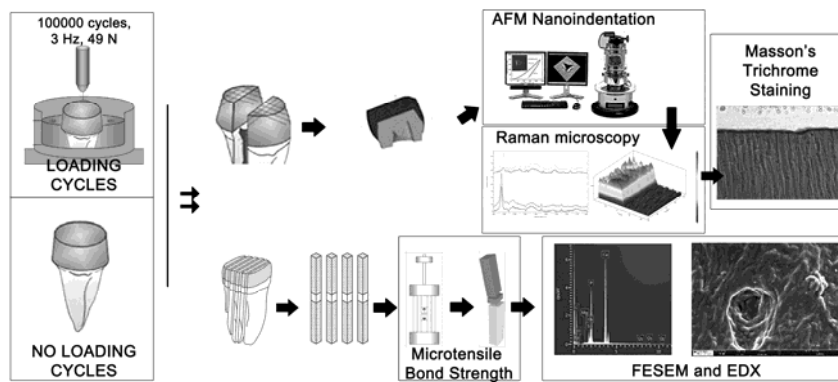 100000 cycles,
3 Hz, 49 N
LOADING
CYCLES
NO LOADING
CYCLES
AFM Nanoindentation
Raman microscopy
Masson's
Trichrome
Staining
Microtensile
Bond Strength
FESEM and EDX